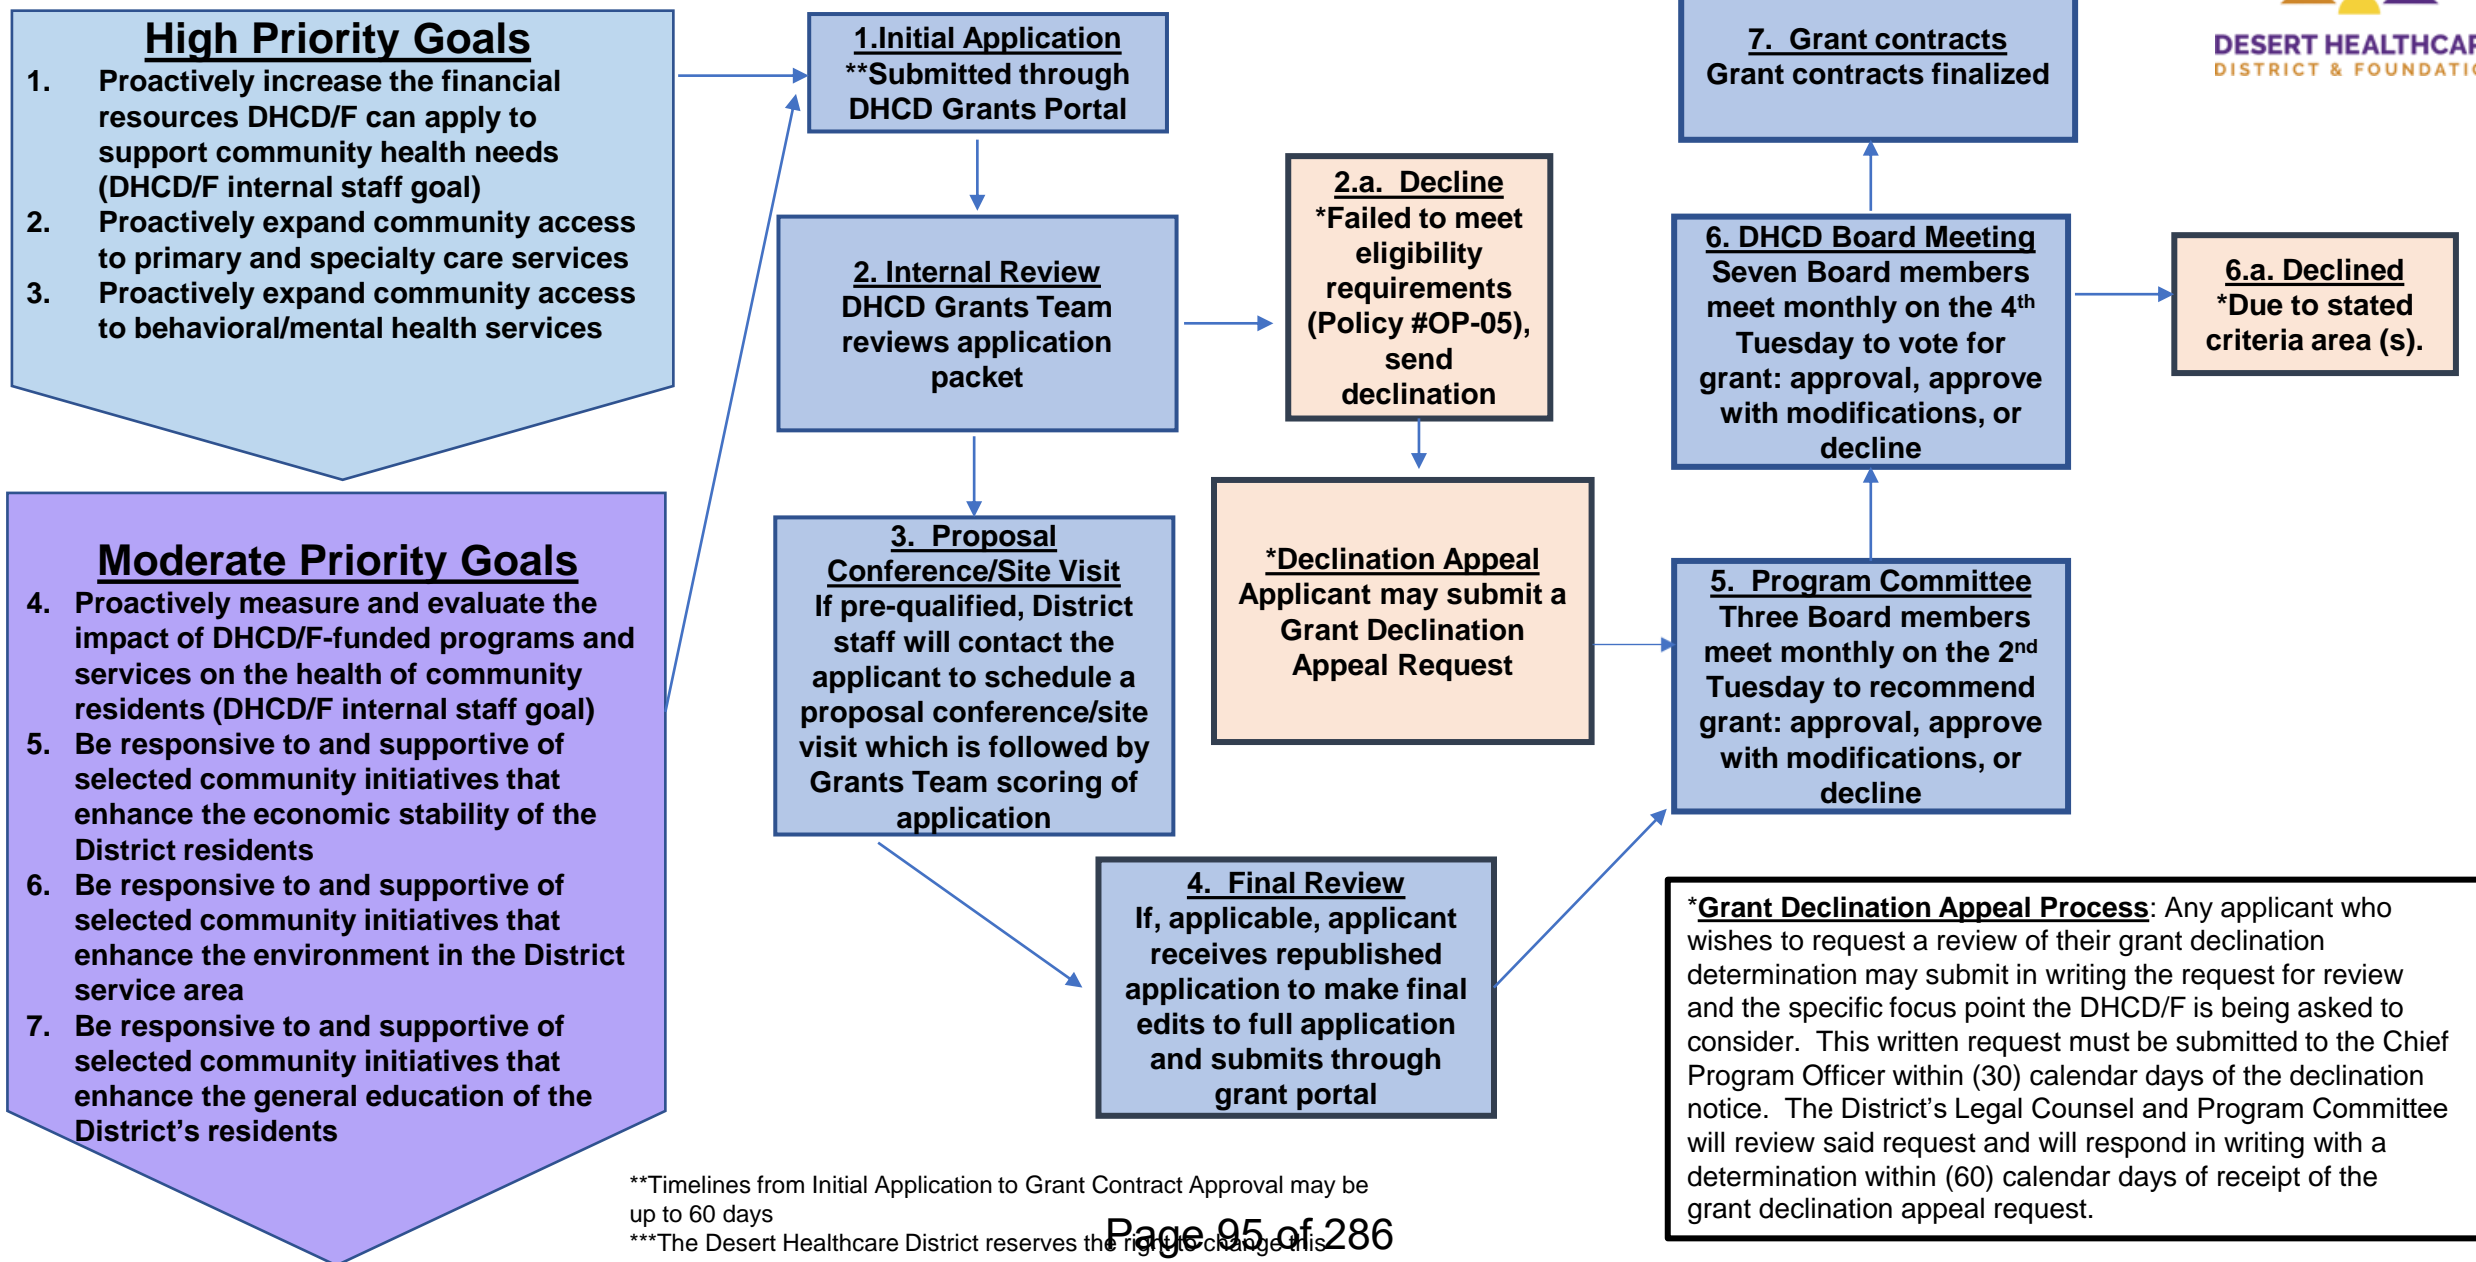 High Priority Goals
1. Proactively increase the financial
resources DHCD/F can apply to
support community health needs
(DHCD/F internal staff goal)
2. Proactively expand community access
to primary and specialty care services
3. Proactively expand community access
to behavioral/mental health services
Moderate Priority Goals
4. Proactively measure and evaluate the
impact of DHCD/F-funded programs and
services on the health of community
residents (DHCD/F internal staff goal)
5. Be responsive to and supportive of
selected community initiatives that
enhance the economic stability of the
District residents
6. Be responsive to and supportive of
selected community initiatives that
enhance the environment in the District
service area
7. Be responsive to and supportive of
selected community initiatives that
enhance the general education of the
District's residents
1.Initial Application
**Submitted through
DHCD Grants Portal
2. Internal Review
DHCD Grants Team
reviews application
packet
2.a. Decline
*Failed to meet
eligibility
requirements
(Policy #OP-05),
send
declination
*Declination Appeal
Applicant may submit a
Grant Declination
Appeal Request
3. Proposal
Conference/Site Visit
If pre-qualified, District
staff will contact the
applicant to schedule a
proposal conference/site
visit which is followed by
Grants Team scoring of
application
4. Final Review
If, applicable, applicant
receives republished
application to make final
edits to full application
and submits through
grant portal
5. Program Committee
Three Board members
meet monthly on the 2nd
Tuesday to recommend
grant: approval, approve
with modifications, or
decline
6. DHCD Board Meeting
Seven Board members
meet monthly on the 4th
Tuesday to vote for
grant: approval, approve
with modifications, or
decline
6.a. Declined
*Due to stated
criteria area (s).
7. Grant contracts
Grant contracts finalized
DESERT HEALTHCAR
DISTRICT & FOUNDATI
*Grant Declination Appeal Process: Any applicant who
wishes to request a review of their grant declination
determination may submit in writing the request for review
and the specific focus point the DHCD/F is being asked to
consider. This written request must be submitted to the Chief
Program Officer within (30) calendar days of the declination
notice. The District's Legal Counsel and Program Committee
will review said request and will respond in writing with a
determination within (60) calendar days of receipt of the
grant declination appeal request.
**Timelines from Initial Application to Grant Contract Approval may be
up to 60 days
***The Desert Healthcare District reserves the right to change this
Page 95 of 286